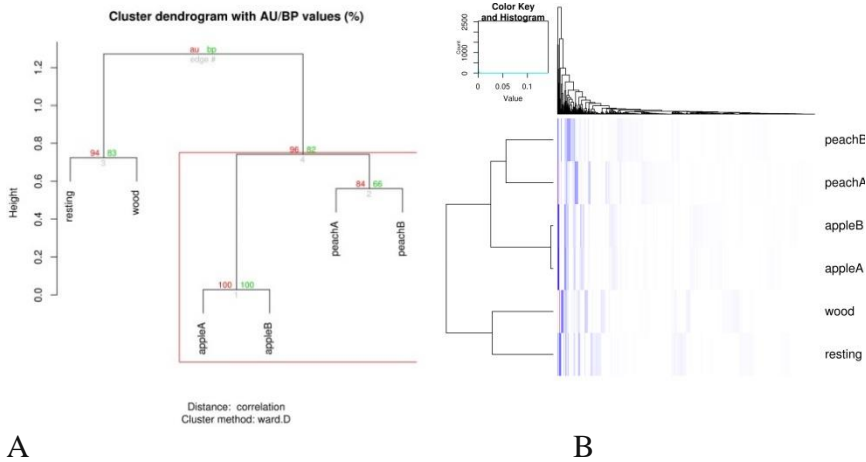 Cluster dendrogram with AU/BP values (%)
Height
0.0 0.2 0.4 0.6 0.8 1.0 1.2
au bp
edge #
94 83
3
96 82
4
84 66
2
100 100
1
resting
wood
peachA
peachB
appleA
appleB
Distance: correlation
Cluster method: ward.D
A
Color Key
and Histogram
Count
0 1000 2500
0 0.05 0.1
Value
peachB
peachA
appleB
appleA
wood
resting
B